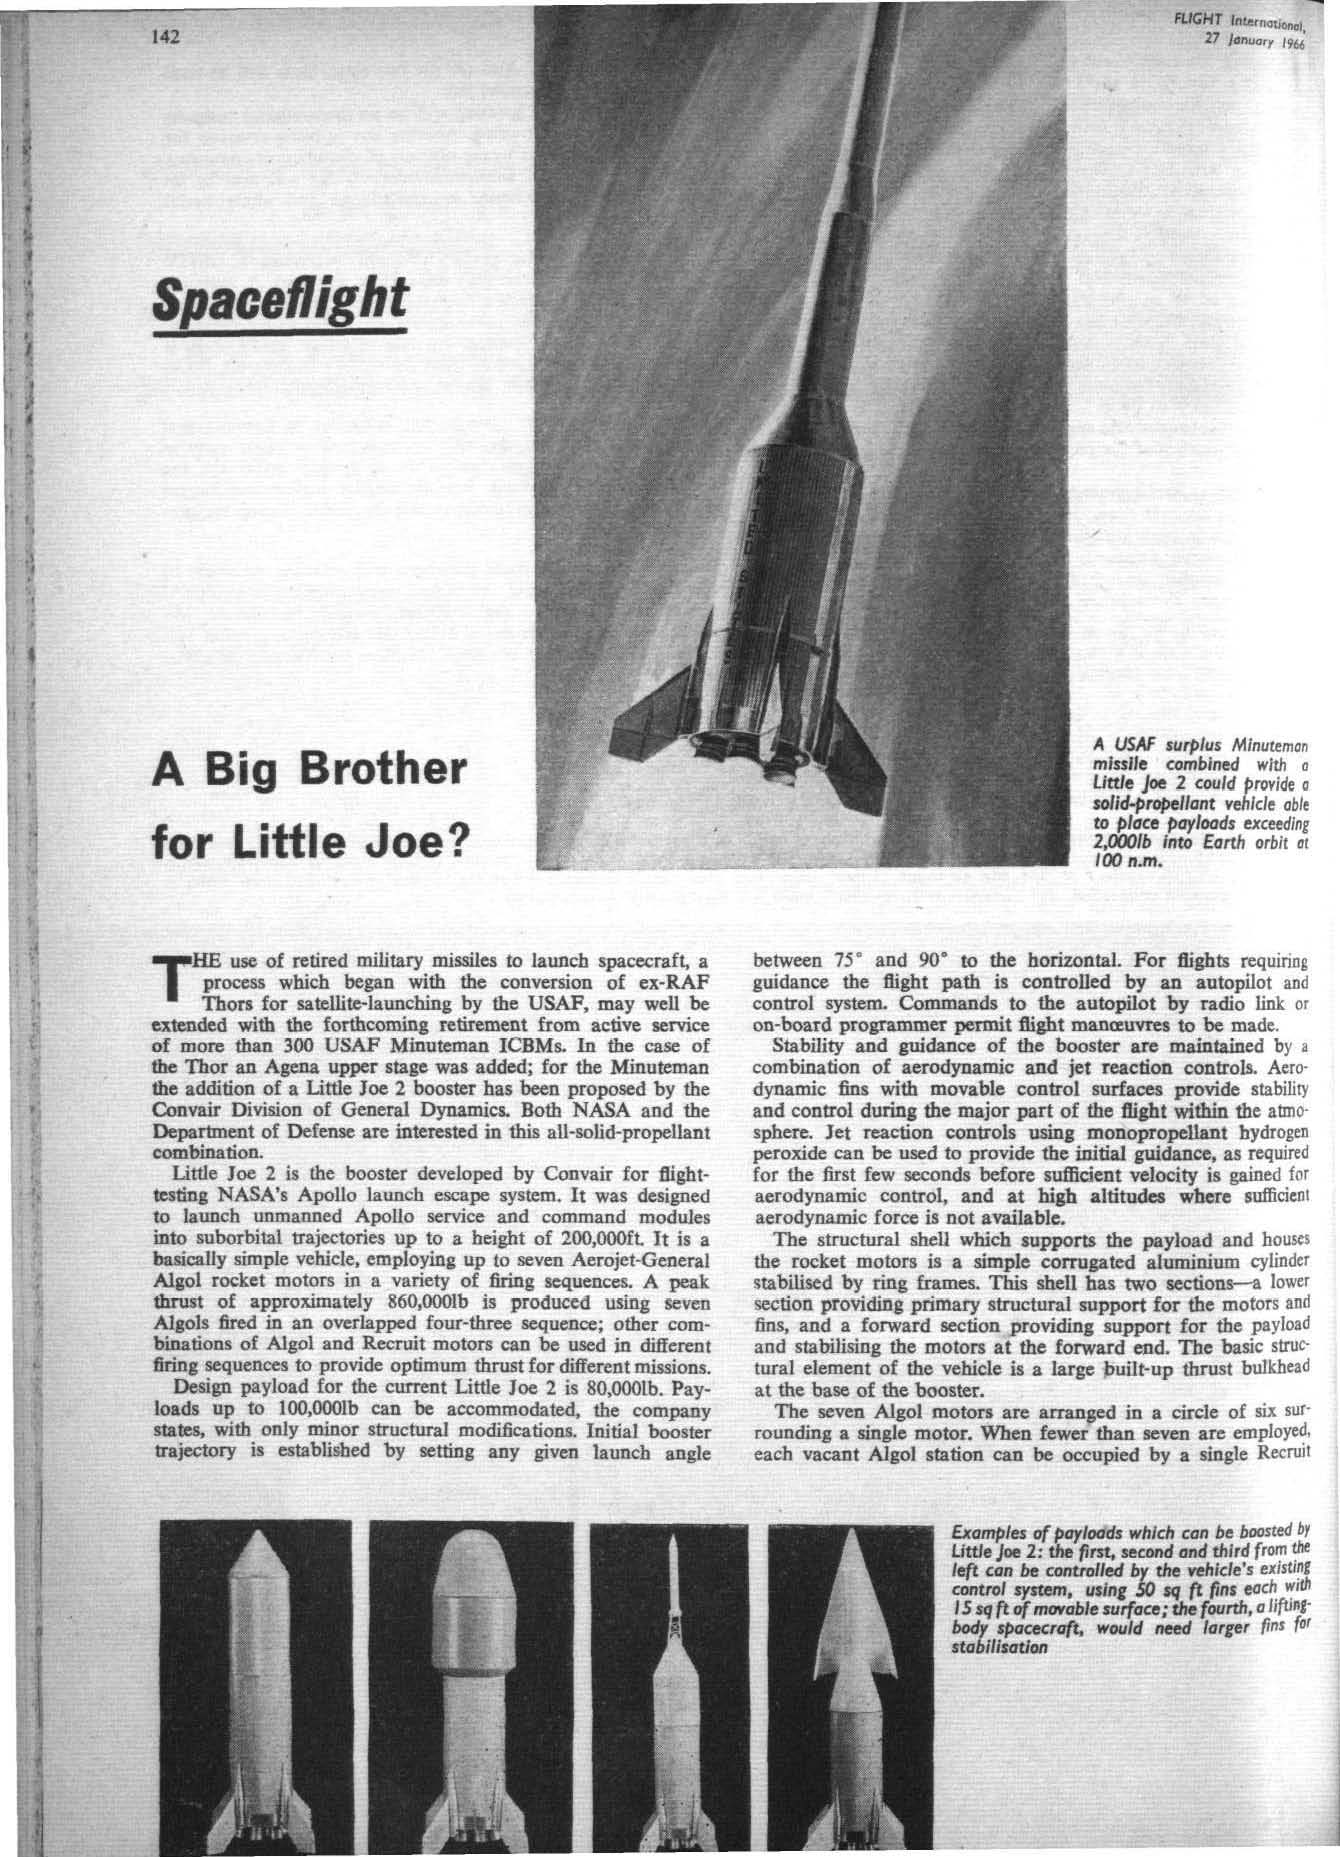 142
FLIGHT International,
27 January 1966
Spaceflight
A Big Brother
for Little Joe?
A USAF surplus Minuteman
missile combined with a
Little Joe 2 could provide a
solid-propellant vehicle able
to place payloads exceeding
2,000lb into Earth orbit at
100 n.m.
THE use of retired military missiles to launch spacecraft, a
process which began with the conversion of ex-RAF
Thors for satellite-launching by the USAF, may well be
extended with the forthcoming retirement from active service
of more than 300 USAF Minuteman ICBMs. In the case of
the Thor an Agena upper stage was added; for the Minuteman
the addition of a Little Joe 2 booster has been proposed by the
Convair Division of General Dynamics. Both NASA and the
Department of Defense are interested in this all-solid-propellant
combination.
Little Joe 2 is the booster developed by Convair for flight-
testing NASA's Apollo launch escape system. It was designed
to launch unmanned Apollo service and command modules
into suborbital trajectories up to a height of 200,000ft. It is a
basically simple vehicle, employing up to seven Aerojet-General
Algol rocket motors in a variety of firing sequences. A peak
thrust of approximately 860,000lb is produced using seven
Algols fired in an overlapped four-three sequence; other com-
binations of Algol and Recruit motors can be used in different
firing sequences to provide optimum thrust for different missions.
Design payload for the current Little Joe 2 is 80,000lb. Pay-
loads up to 100,000lb can be accommodated, the company
states, with only minor structural modifications. Initial booster
trajectory is established by setting any given launch angle
between 75° and 90° to the horizontal. For flights requiring
guidance the flight path is controlled by an autopilot and
control system. Commands to the autopilot by radio link or
on-board programmer permit flight manœuvres to be made.
Stability and guidance of the booster are maintained by a
combination of aerodynamic and jet reaction controls. Aero-
dynamic fins with movable control surfaces provide stability
and control during the major part of the flight within the atmo-
sphere. Jet reaction controls using monopropellant hydrogen
peroxide can be used to provide the initial guidance, as required
for the first few seconds before sufficient velocity is gained for
aerodynamic control, and at high altitudes where sufficient
aerodynamic force is not available.
The structural shell which supports the payload and houses
the rocket motors is a simple corrugated aluminium cylinder
stabilised by ring frames. This shell has two sections—a lower
section providing primary structural support for the motors and
fins, and a forward section providing support for the payload
and stabilising the motors at the forward end. The basic struc-
tural element of the vehicle is a large built-up thrust bulkhead
at the base of the booster.
The seven Algol motors are arranged in a circle of six sur-
rounding a single motor. When fewer than seven are employed,
each vacant Algol station can be occupied by a single Recruit
Examples of payloads which can be boosted by
Little Joe 2: the first, second and third from the
left can be controlled by the vehicle's existing
control system, using 50 sq ft fins each with
15 sq ft of movable surface; the fourth, a lifting-
body spacecraft, would need larger fins for
stabilisation